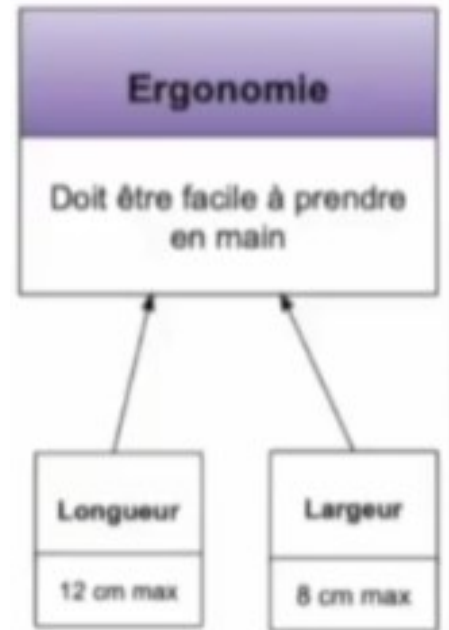 Ergonomie
Doit être facile à prendre
en main
Longueur
12 cm max
Largeur
8 cm max